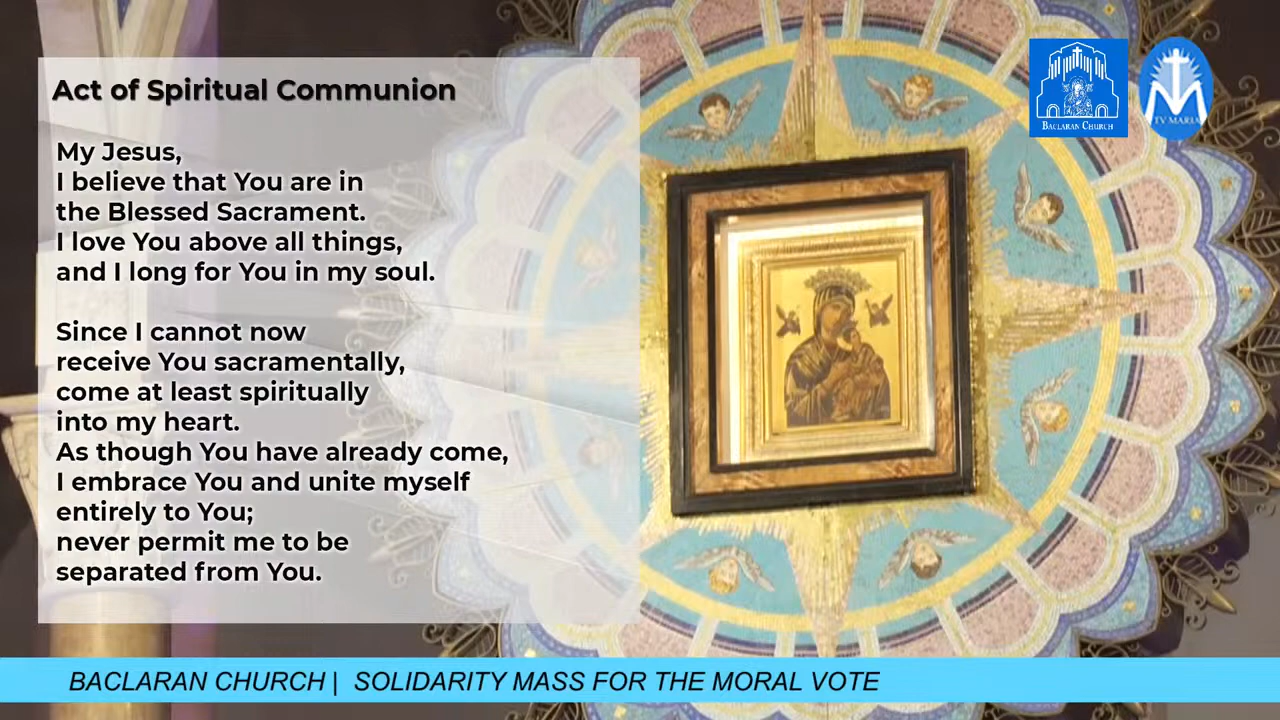 Act of Spiritual Communion
My Jesus,
I believe that You are in
the Blessed Sacrament.
I love You above all things,
and I long for You in my soul.
Since I cannot now
receive You sacramentally,
come at least spiritually
into my heart.
As though You have already come,
I embrace You and unite myself
entirely to You;
never permit me to be
separated from You.
BACLARAN CHURCH
TV MARIA
BACLARAN CHURCH | SOLIDARITY MASS FOR THE MORAL VOTE